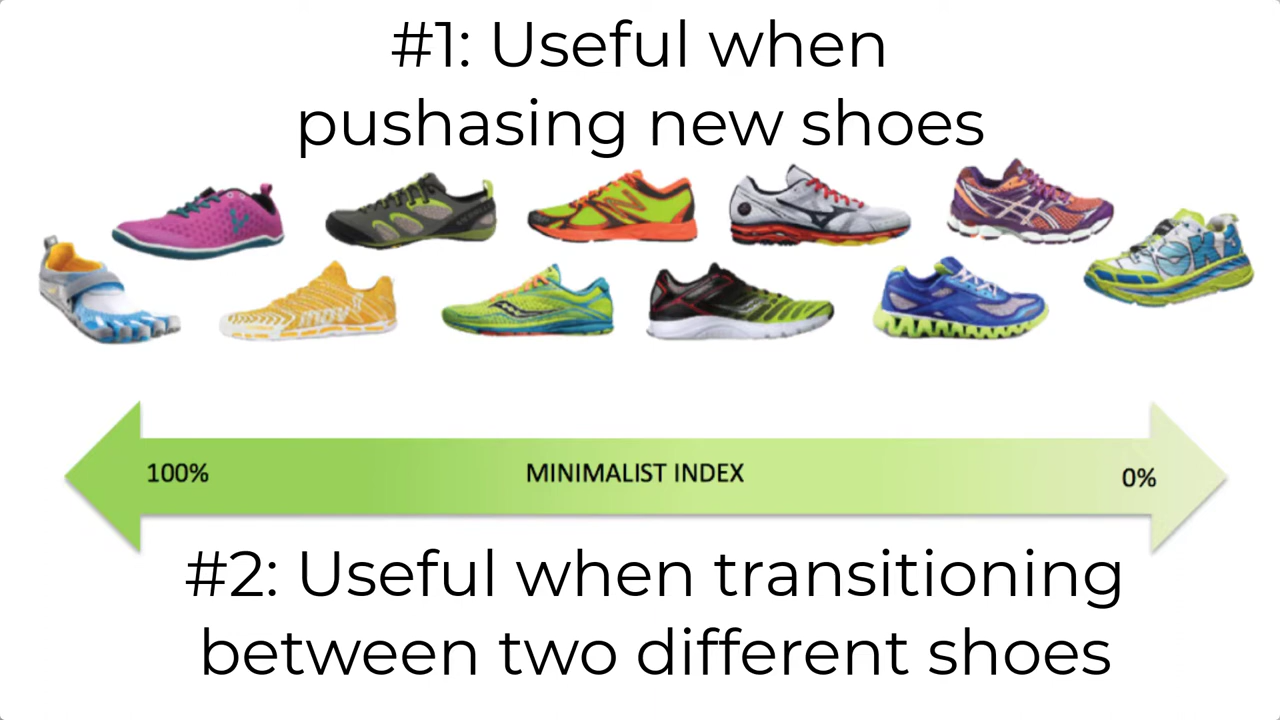 #1: Useful when
pushasing new shoes
100%
MINIMALIST INDEX
0%
#2: Useful when transitioning
between two different shoes